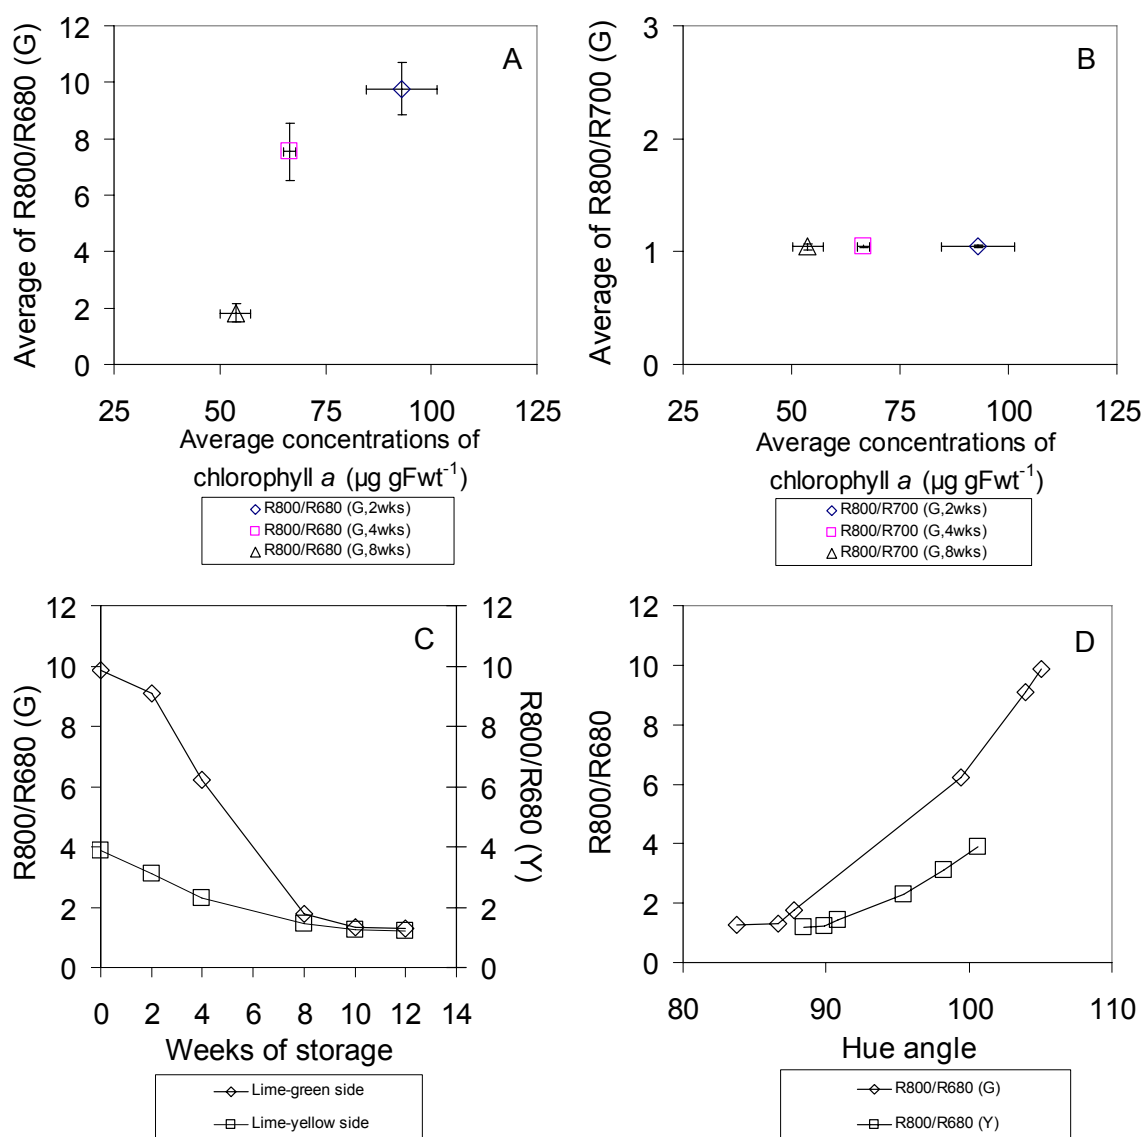 12
10
8
6
4
2
0
Average of R800/R680 (G)
A
25 50 75 100 125
Average concentrations of
chlorophyll a (µg gFwt-1)
R800/R680 (G,2wks)
R800/R680 (G,4wks)
R800/R680 (G,8wks)
3
2
1
0
Average of R800/R700 (G)
B
25 50 75 100 125
Average concentrations of
chlorophyll a (µg gFwt-1)
R800/R700 (G,2wks)
R800/R700 (G,4wks)
R800/R700 (G,8wks)
12
10
8
6
4
2
0
R800/R680 (G)
C
12
10
8
6
4
2
0
R800/R680 (Y)
0 2 4 6 8 10 12 14
Weeks of storage
Lime-green side
Lime-yellow side
12
10
8
6
4
2
0
R800/R680
D
80 90 100 110
Hue angle
R800/R680 (G)
R800/R680 (Y)